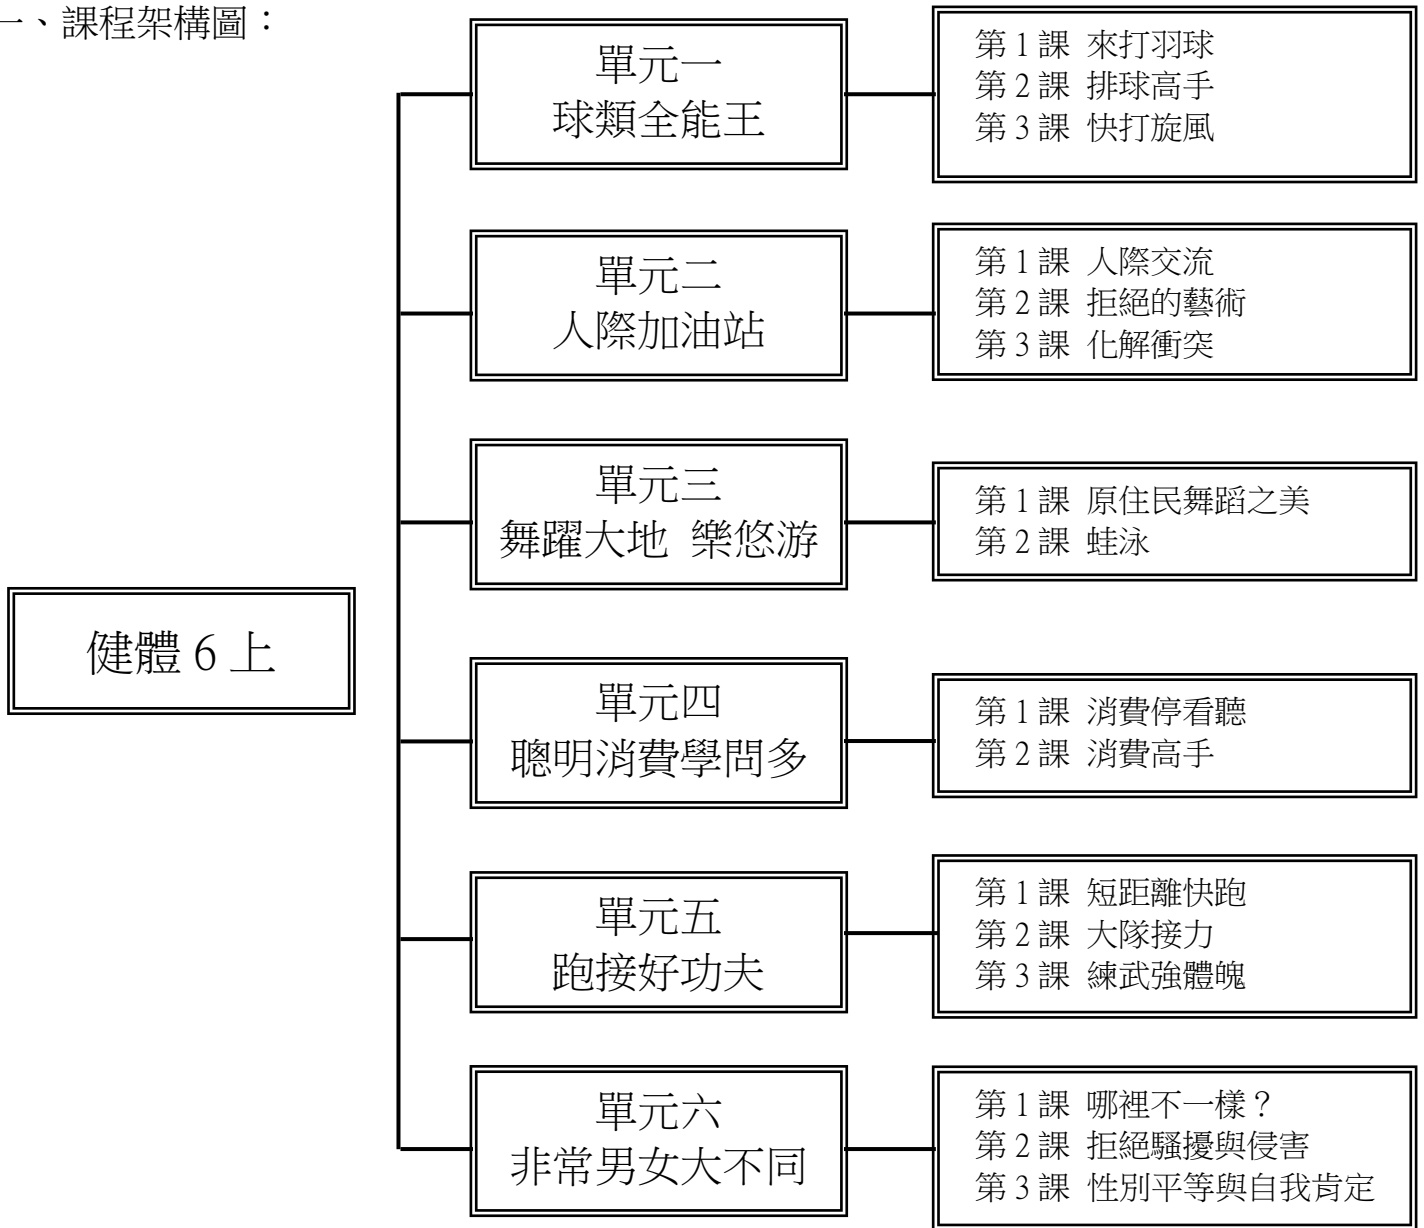 一、課程架構圖：
單元一
球類全能王
第 1 課 來打羽球
第 2 課 排球高手
第 3 課 快打旋風
單元二
人際加油站
第 1 課 人際交流
第 2 課 拒絕的藝術
第 3 課 化解衝突
單元三
舞躍大地 樂悠游
第 1 課 原住民舞蹈之美
第 2 課 蛙泳
健體 6 上
單元四
聰明消費學問多
第 1 課 消費停看聽
第 2 課 消費高手
單元五
跑接好功夫
第 1 課 短距離快跑
第 2 課 大隊接力
第 3 課 練武強體魄
單元六
非常男女大不同
第 1 課 哪裡不一樣？
第 2 課 拒絕騷擾與侵害
第 3 課 性別平等與自我肯定